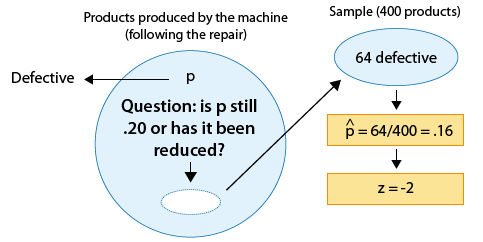 Products produced by the machine
(following the repair)
Defective
p
Question: is p still
.20 or has it been
reduced?
Sample (400 products)
64 defective
p̂ = 64/400 = .16
z = -2